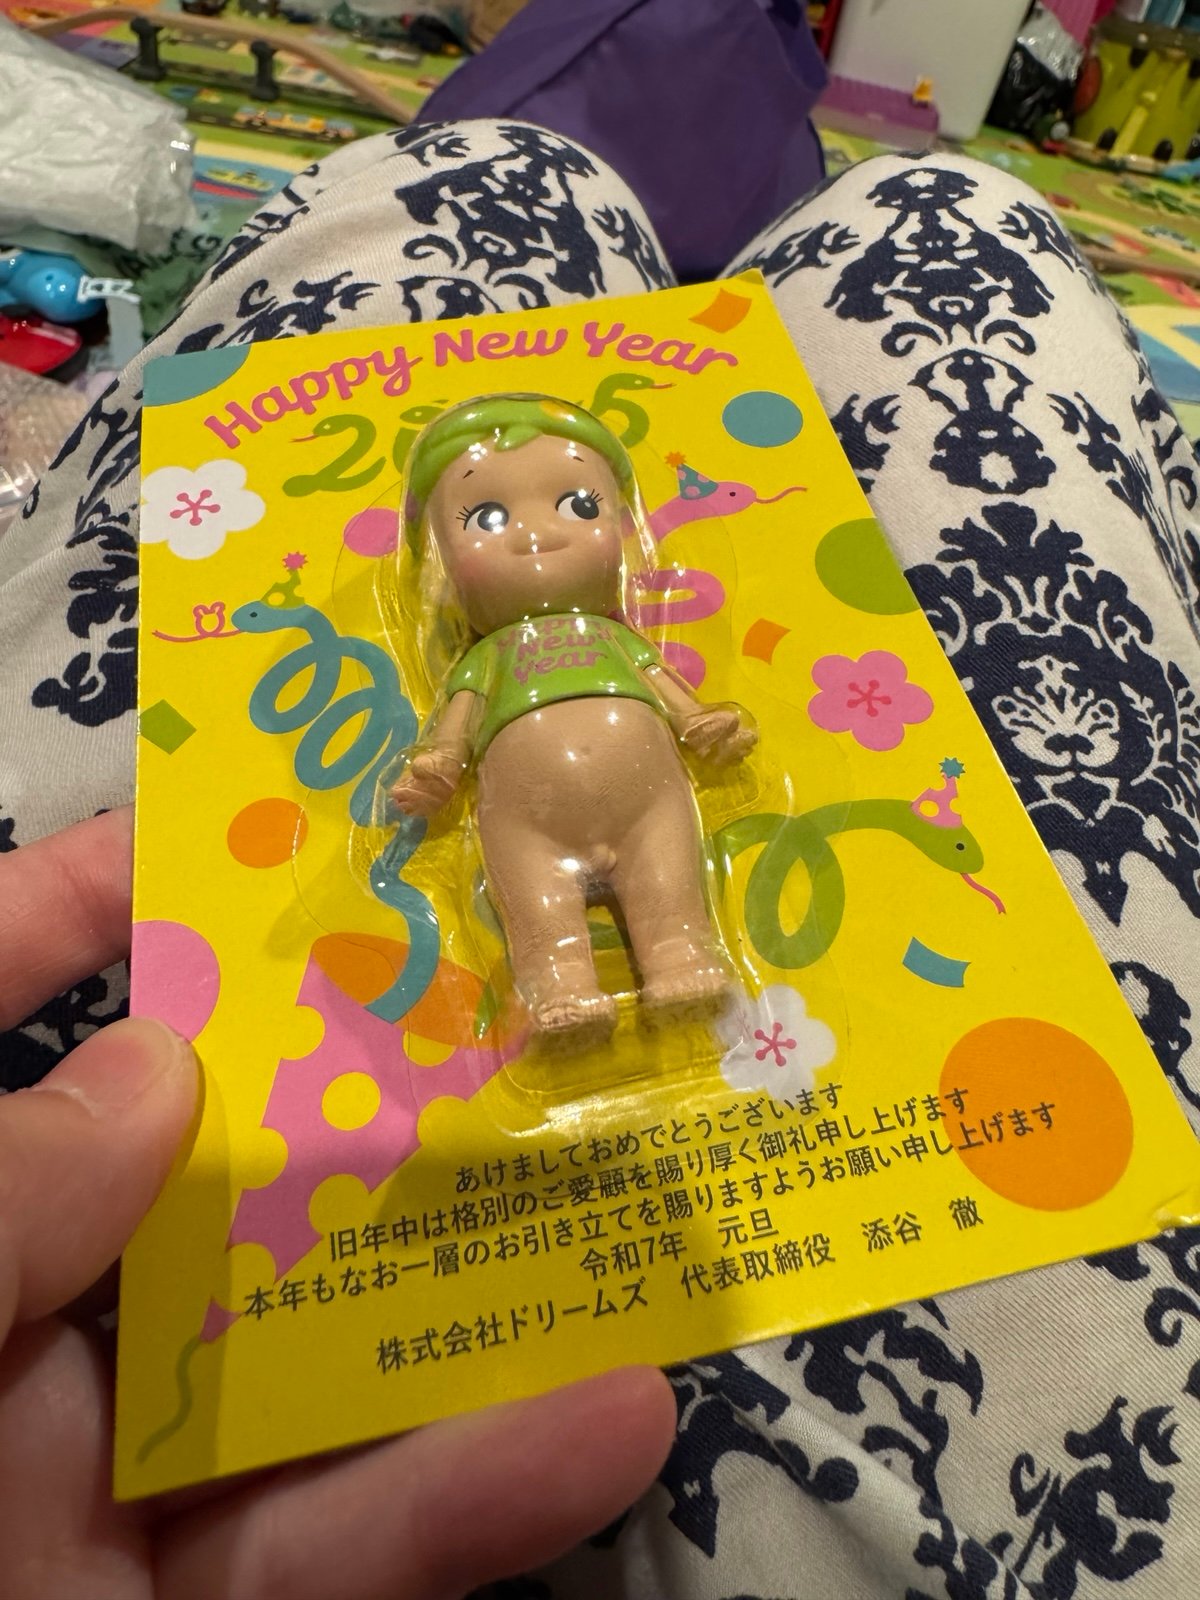 Happy New Year
2025
Happy
New
Year
あけましておめでとうございます
旧年中は格別のご愛顧を賜り厚く御礼申し上げます
本年もなお一層のお引き立てを賜りますようお願い申し上げます
令和7年 元旦
株式会社ドリームズ 代表取締役 添谷 徹